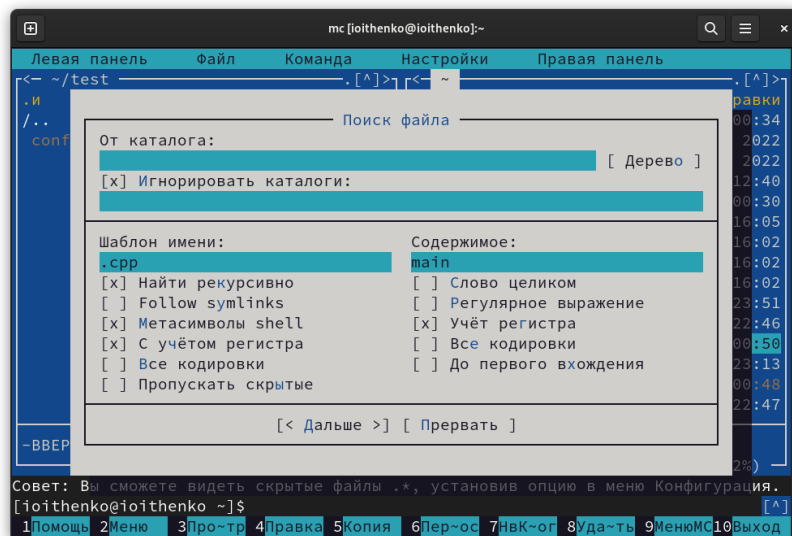 mc [ioithenko@ioithenko]:~
Левая панель Файл Команда Настройки Правая панель
<— ~/test .[^]> <— ~ .[^]>
.и равки
/.. 00:34
conf 2022
2022
12:40
00:30
16:05
16:02
16:02
16:02
23:51
22:46
00:50
23:13
00:48
22:47
Поиск файла
От каталога:
[ Дерево ]
[x] Игнорировать каталоги:
Шаблон имени: Содержимое:
.cpp main
[x] Найти рекурсивно [ ] Слово целиком
[ ] Follow symlinks [ ] Регулярное выражение
[x] Метасимволы shell [x] Учёт регистра
[x] С учётом регистра [ ] Все кодировки
[ ] Все кодировки [ ] До первого вхождения
[ ] Пропускать скрытые
[< Дальше >] [ Прервать ]
-ВВЕР
2%)
Совет: Вы сможете видеть скрытые файлы .*, установив опцию в меню Конфигурация.
[ioithenko@ioithenko ~]$ [^]
1Помощь 2Меню 3Про~тр 4Правка 5Копия 6Пер~ос 7НвК~ог 8Уда~ть 9МенюMC 10Выход